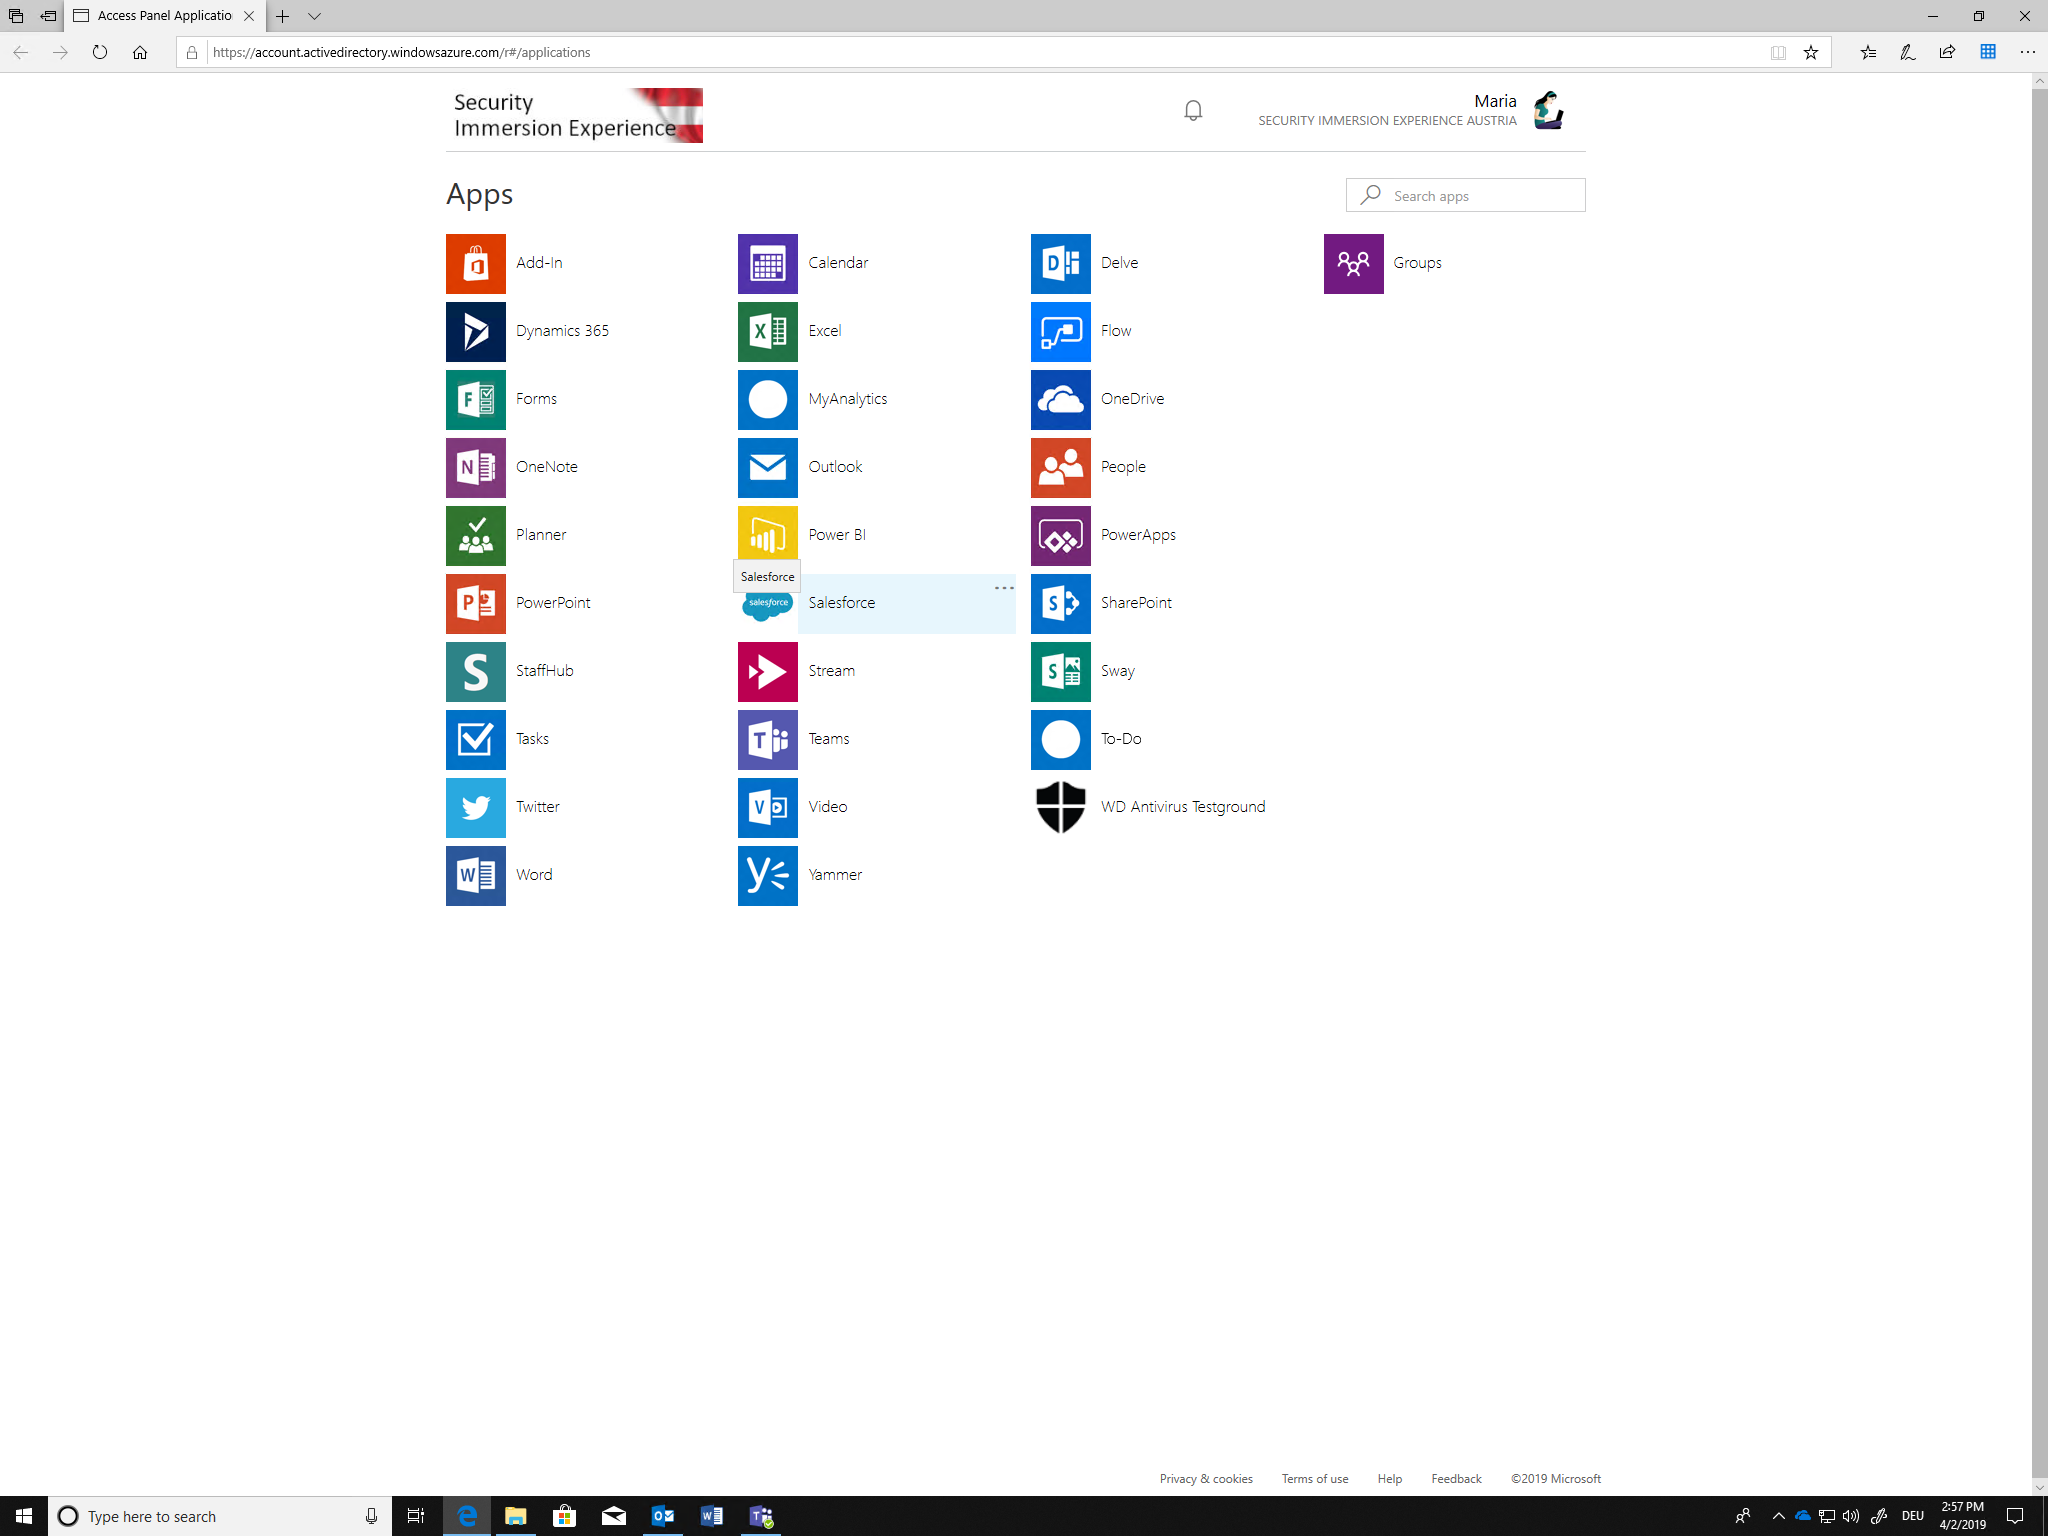 Access Panel Applicatio
https://account.activedirectory.windowsazure.com/r#/applications
Security
Immersion Experience
Maria
SECURITY IMMERSION EXPERIENCE AUSTRIA
Apps
Search apps
Add-In
Calendar
Delve
Groups
Dynamics 365
Excel
Flow
Forms
MyAnalytics
OneDrive
OneNote
Outlook
People
Planner
Power BI
PowerApps
Salesforce
PowerPoint
salesforce
Salesforce
SharePoint
StaffHub
Stream
Sway
Tasks
Teams
To-Do
Twitter
Video
WD Antivirus Testground
Word
Yammer
Privacy & cookies
Terms of use
Help
Feedback
©2019 Microsoft
Type here to search
DEU
2:57 PM
4/2/2019